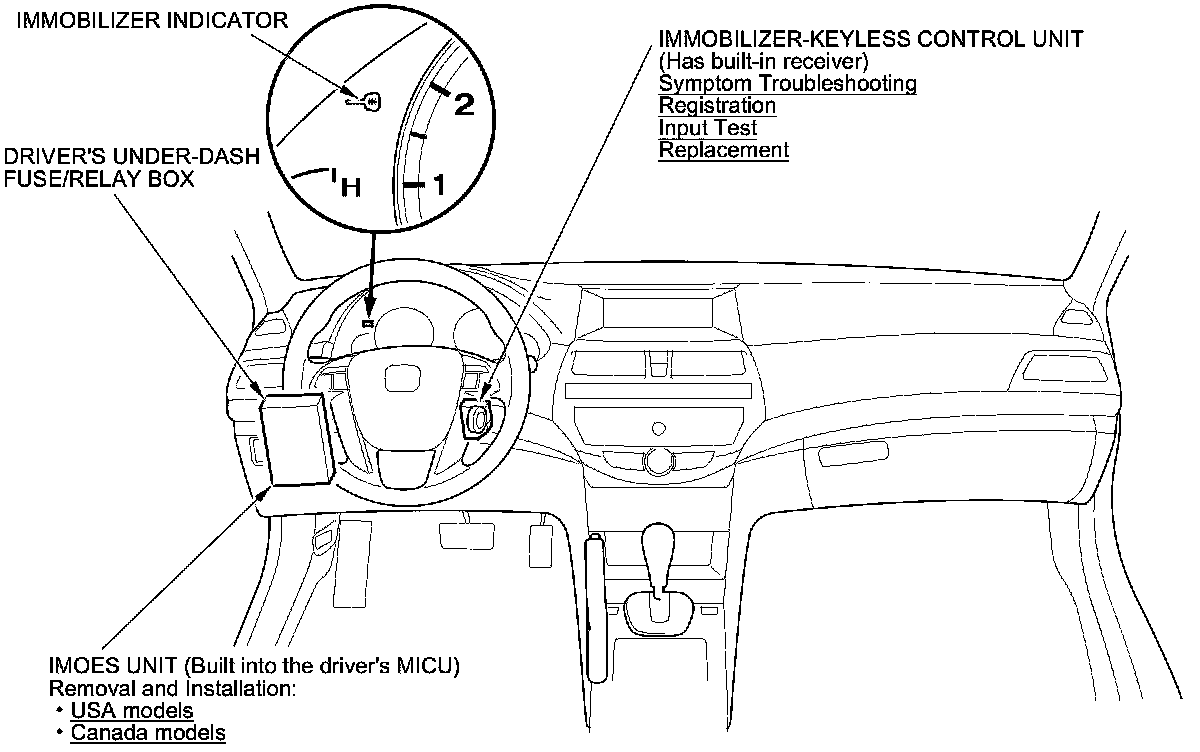 IMMOBILIZER INDICATOR
2
H
1
IMMOBILIZER-KEYLESS CONTROL UNIT
(Has built-in receiver)
Symptom Troubleshooting
Registration
Input Test
Replacement
DRIVER'S UNDER-DASH
FUSE/RELAY BOX
IMOES UNIT (Built into the driver's MICU)
Removal and Installation:
• USA models
• Canada models